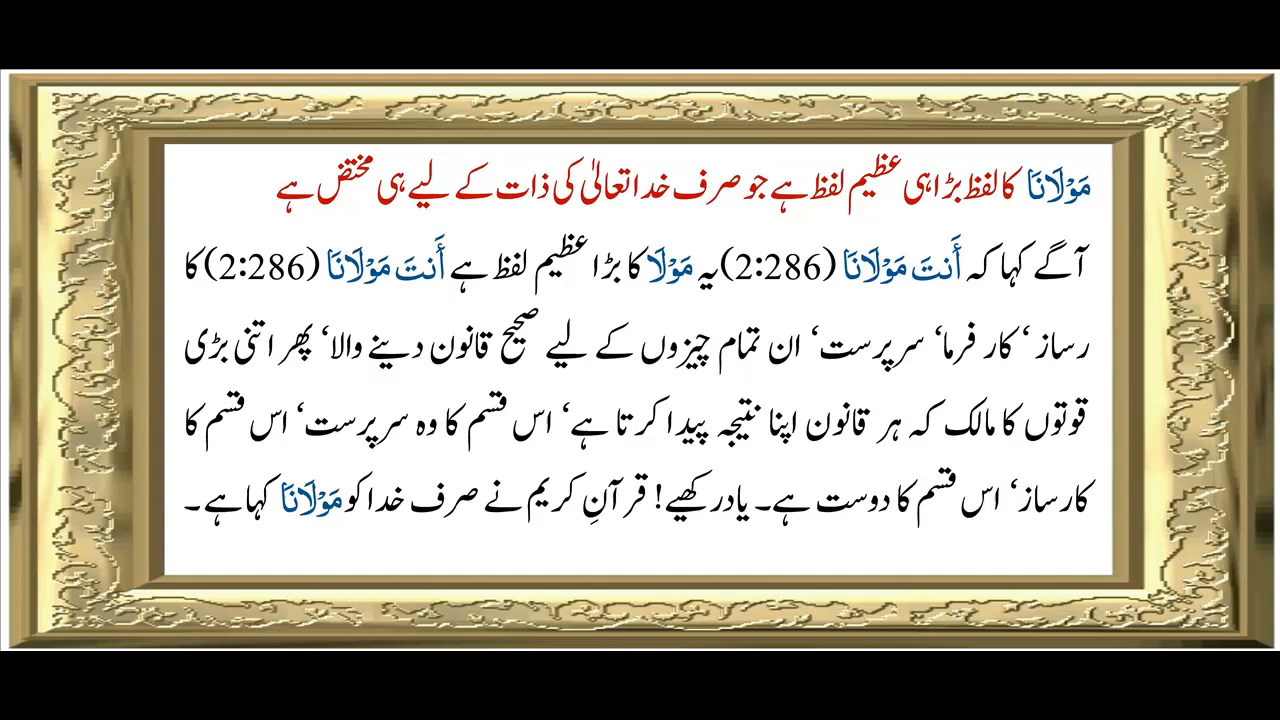 مَوْلَانَا کا لفظ بڑا ہی عظیم لفظ ہے جو صرف خدا تعالیٰ کی ذات کے لیے ہی مختص ہے
آگے کہا کہ أَنتَ مَوْلَانَا (2:286) یہ مَوْلَا کا بڑا عظیم لفظ ہے أَنتَ مَوْلَانَا (2:286) کا
رساز‘ کار فرما‘ سرپرست‘ ان تمام چیزوں کے لیے صحیح قانون دینے والا‘ پھر اتنی بڑی
قوتوں کا مالک کہ ہر قانون اپنا نتیجہ پیدا کرتا ہے‘ اس قسم کا وہ سرپرست‘ اس قسم کا
کارساز‘ اس قسم کا دوست ہے۔ یاد رکھیے! قرآنِ کریم نے صرف خدا کو مَوْلَانَا کہا ہے۔